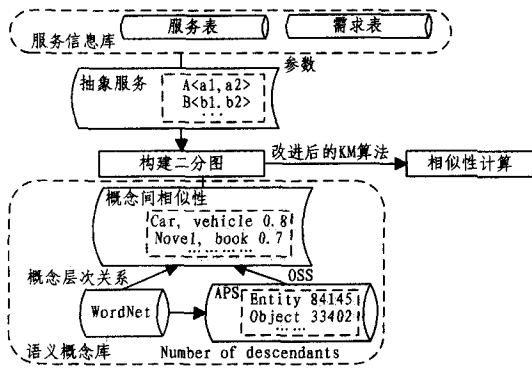 服务表
需求表
服务信息库
参数
抽象服务
A<a1,a2>
B<b1.b2>
...
构建二分图
改进后的KM算法
相似性计算
概念间相似性
Car, vehicle 0.8
Novel, book 0.7
… … … …
概念层次关系
OSS
WordNet
APS
Entity 84145
Object 33402
… …
语义概念库
Number of descendants